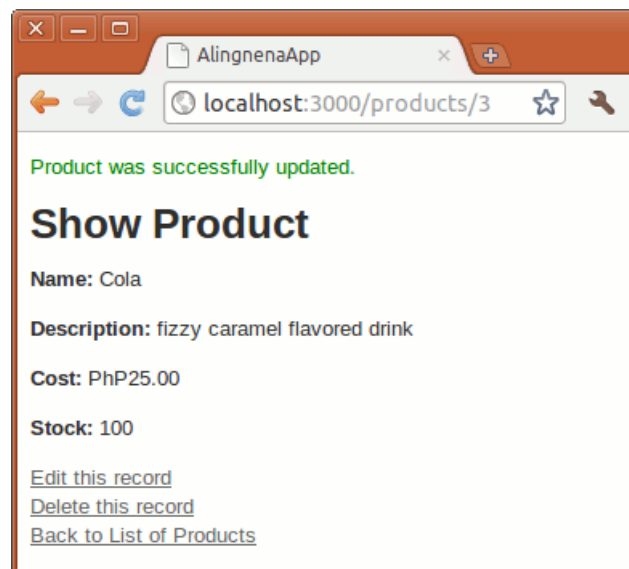 AlingnenaApp
localhost:3000/products/3
Product was successfully updated.
Show Product
Name: Cola
Description: fizzy caramel flavored drink
Cost: PhP25.00
Stock: 100
Edit this record
Delete this record
Back to List of Products